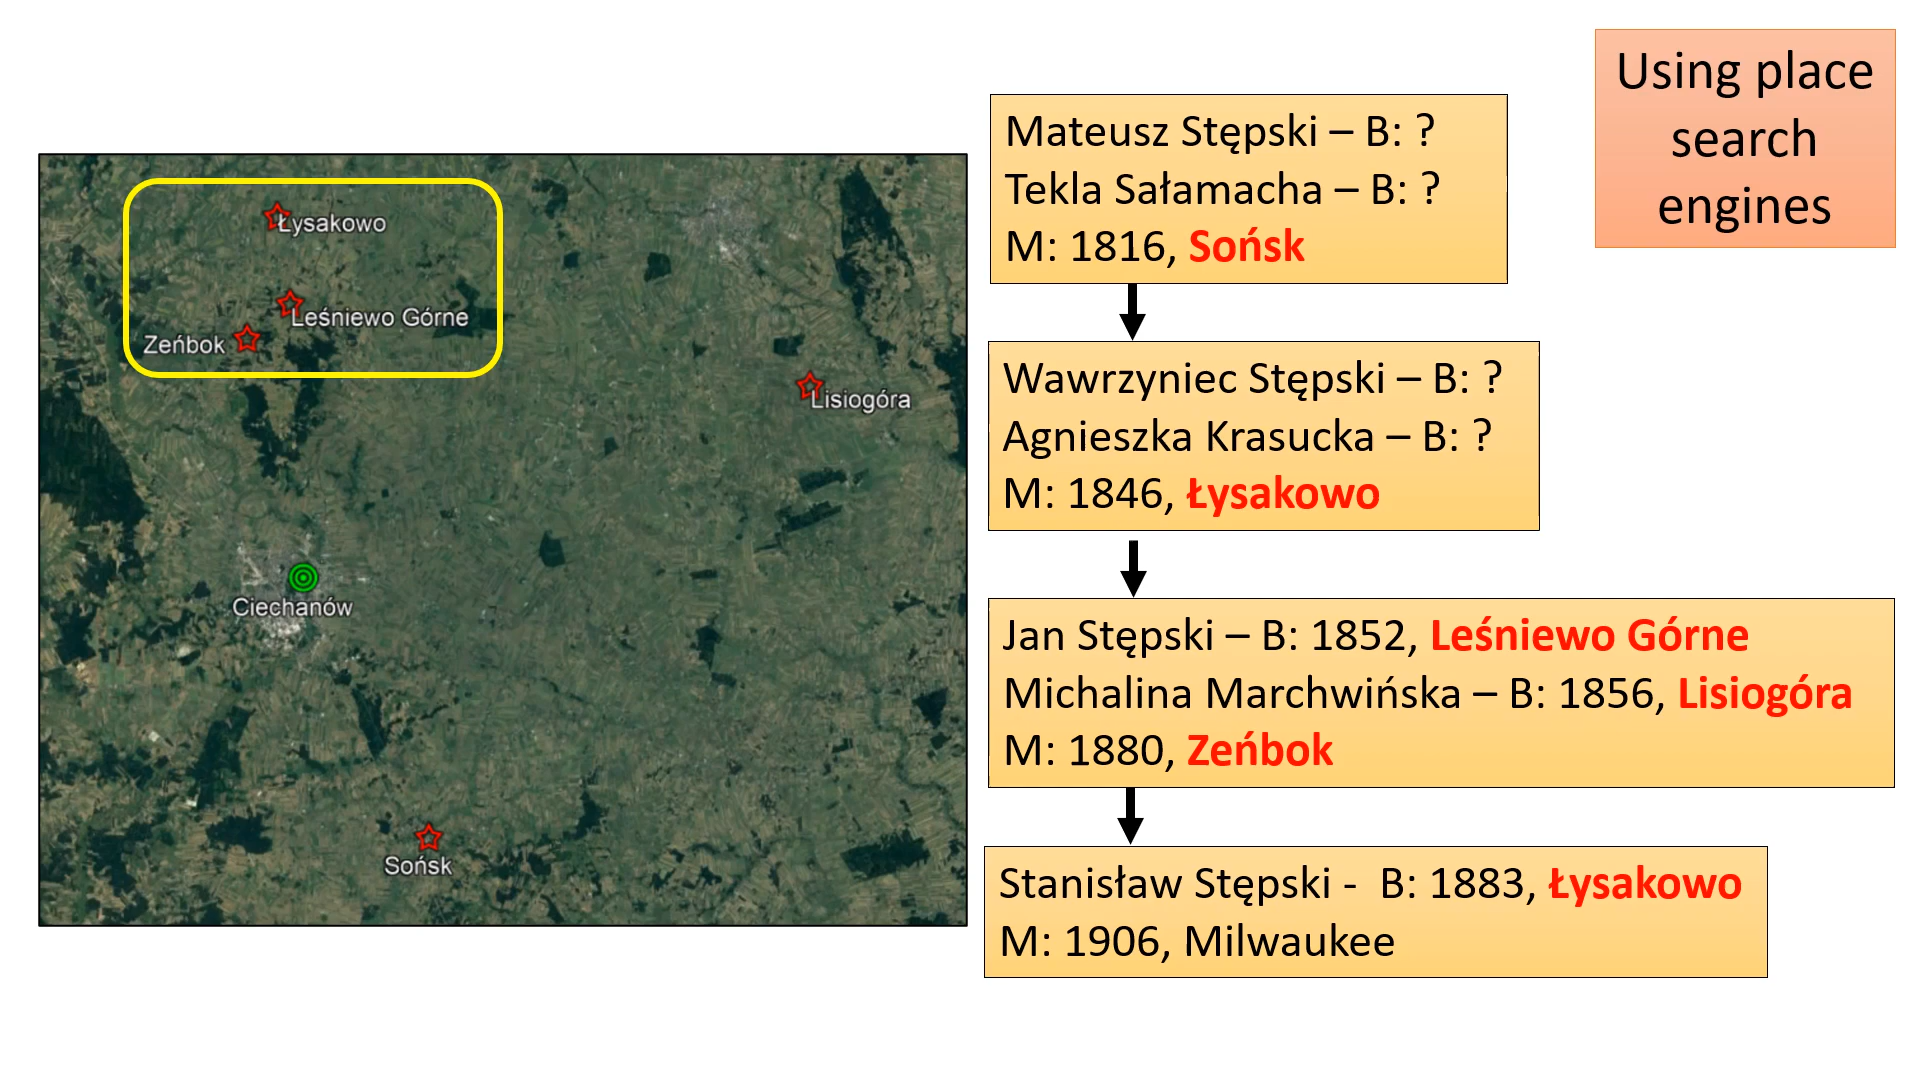 Using place
search
engines
Łysakowo
Leśniewo Górne
Zeńbok
Lisiogóra
Ciechanów
Sońsk
Mateusz Stępski – B: ?
Tekla Sałamacha – B: ?
M: 1816, Sońsk
Wawrzyniec Stępski – B: ?
Agnieszka Krasucka – B: ?
M: 1846, Łysakowo
Jan Stępski – B: 1852, Leśniewo Górne
Michalina Marchwińska – B: 1856, Lisiogóra
M: 1880, Zeńbok
Stanisław Stępski - B: 1883, Łysakowo
M: 1906, Milwaukee